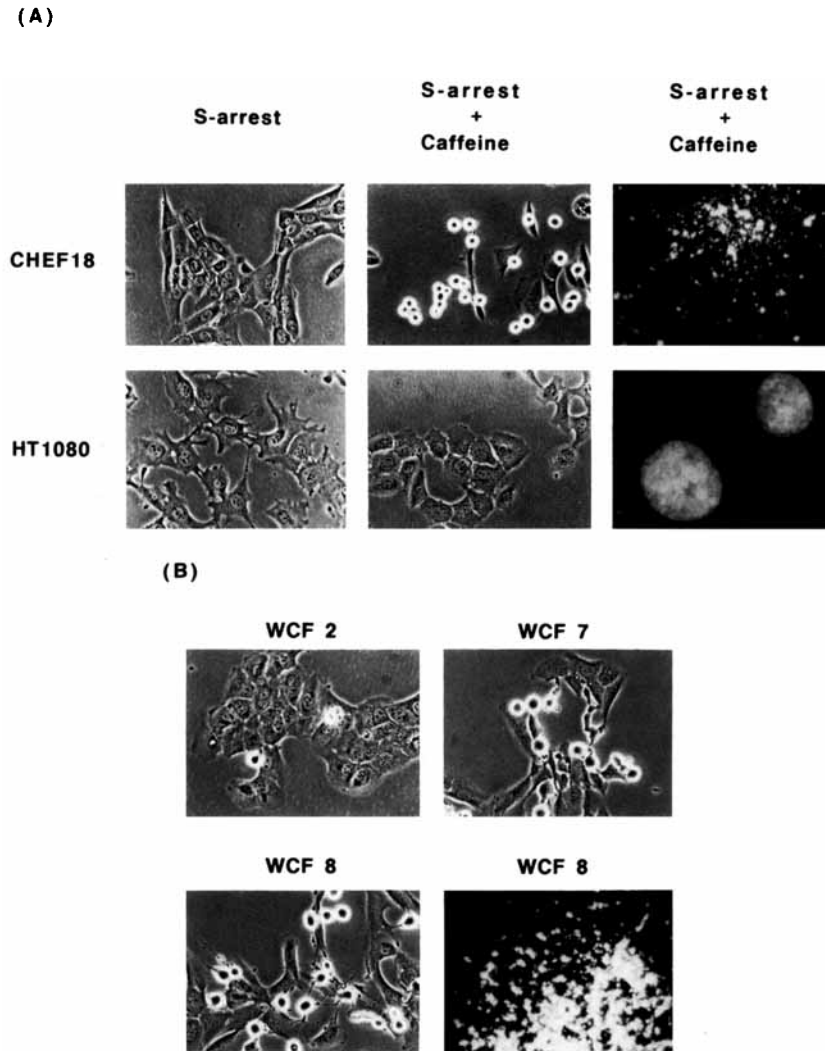 (A)
S-arrest
S-arrest
+
Caffeine
S-arrest
+
Caffeine
CHEF18
HT1080
(B)
WCF 2
WCF 7
WCF 8
WCF 8